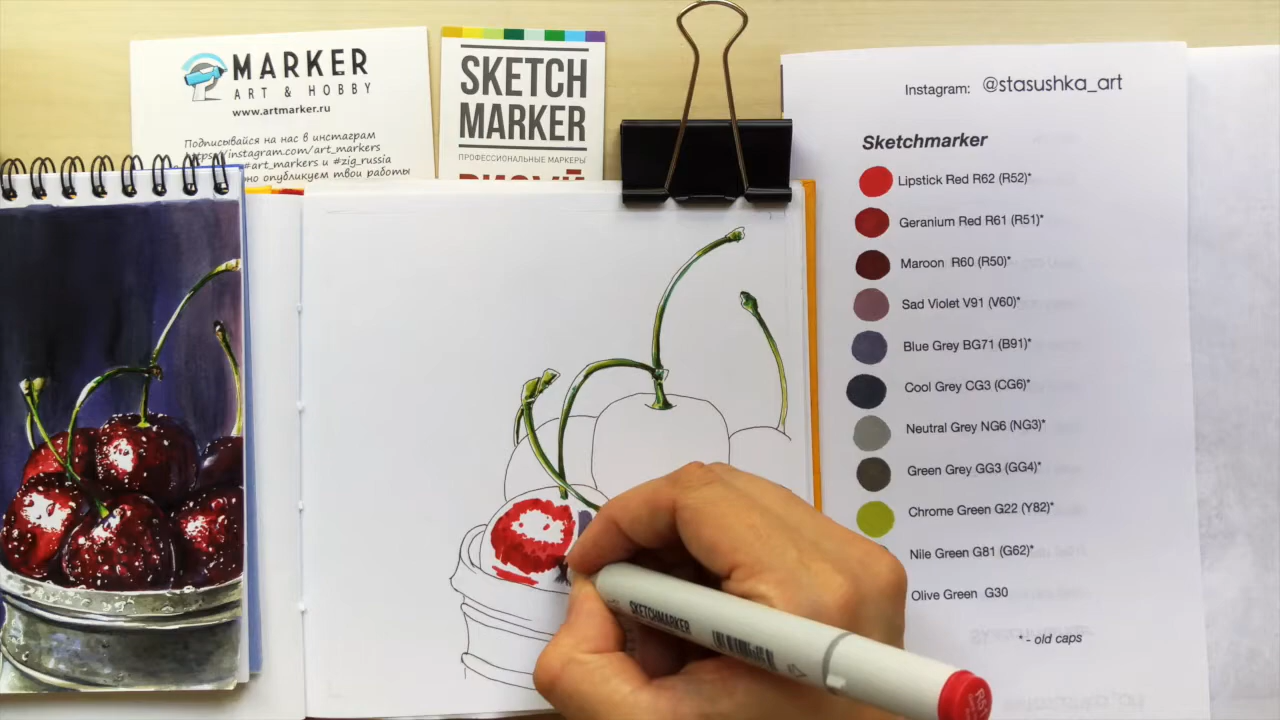 MARKER
ART & HOBBY
www.artmarker.ru
Подписывайся на нас в инстаграм
https://instagram.com/art_markers
#art_markers и #zig_russia
опубликуем твои работы
SKETCH
MARKER
ПРОФЕССИОНАЛЬНЫЕ МАРКЕРЫ
РИСУЙ
Instagram: @stasushka_art
Sketchmarker
Lipstick Red R62 (R52)*
Geranium Red R61 (R51)*
Maroon R60 (R50)*
Sad Violet V91 (V60)*
Blue Grey BG71 (B91)*
Cool Grey CG3 (CG6)*
Neutral Grey NG6 (NG3)*
Green Grey GG3 (GG4)*
Chrome Green G22 (Y82)*
Nile Green G81 (G62)*
Olive Green G30
* - old caps
SKETCHMARKER